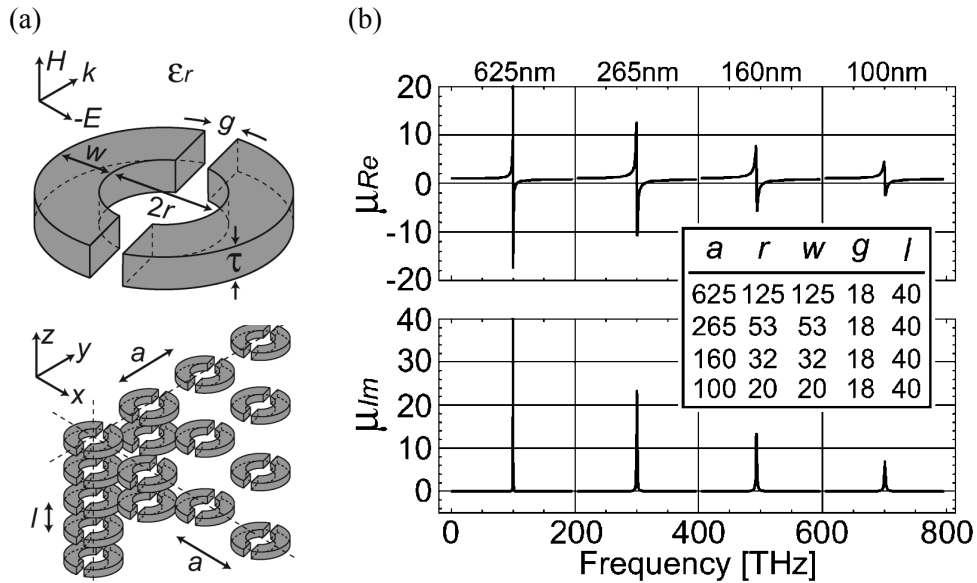 (a)
H
k
-E
εr
g
w
2r
τ
z
y
x
a
l
a
(b)
625nm 265nm 160nm 100nm
20
10
0
-10
-20
μRe
a r w g l
625 125 125 18 40
265 53 53 18 40
160 32 32 18 40
100 20 20 18 40
40
30
20
10
0
μIm
0 200 400 600 800
Frequency [THz]